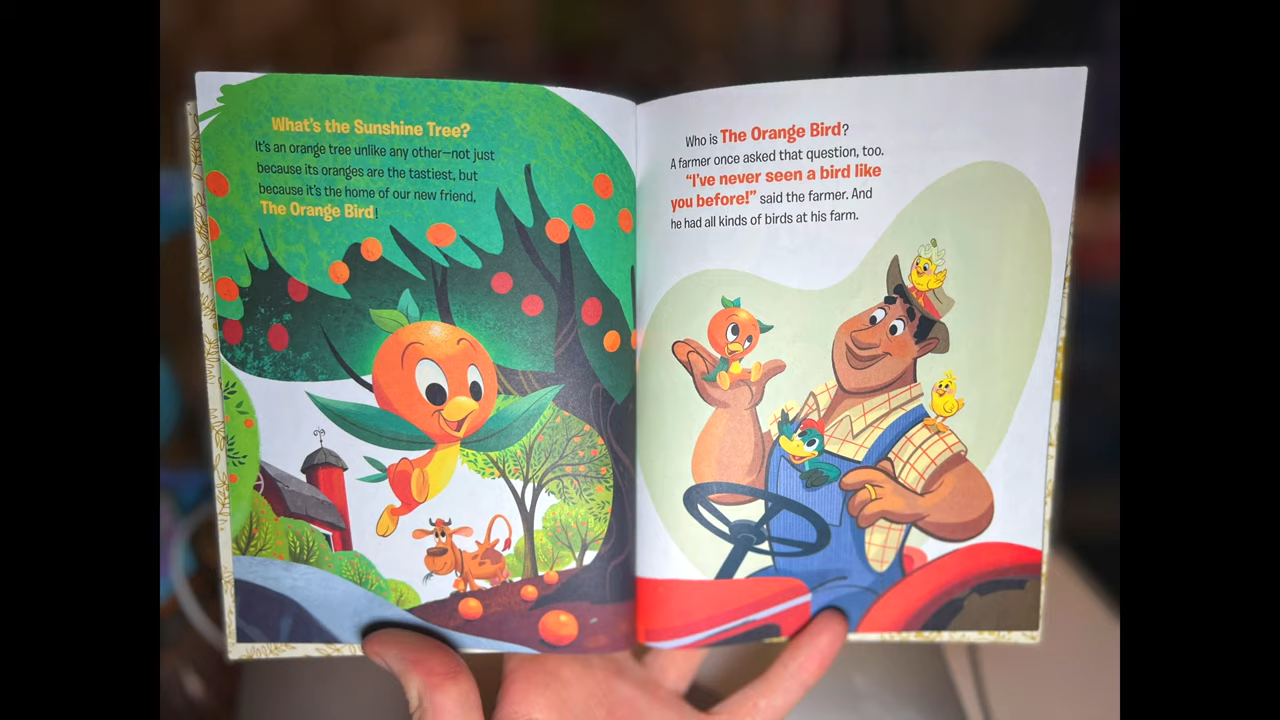 What's the Sunshine Tree?
It's an orange tree unlike any other—not just
because its oranges are the tastiest, but
because it's the home of our new friend,
The Orange Bird!
Who is The Orange Bird?
A farmer once asked that question, too.
"I've never seen a bird like
you before!" said the farmer. And
he had all kinds of birds at his farm.